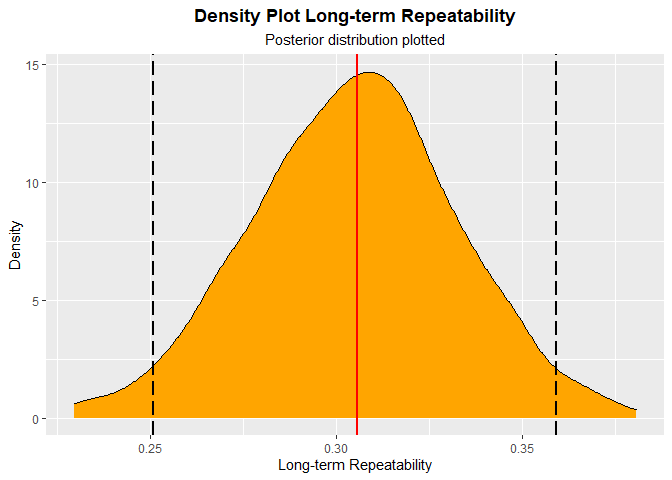 Density Plot Long-term Repeatability
Posterior distribution plotted
15
10
5
0
Density
0.25 0.30 0.35
Long-term Repeatability